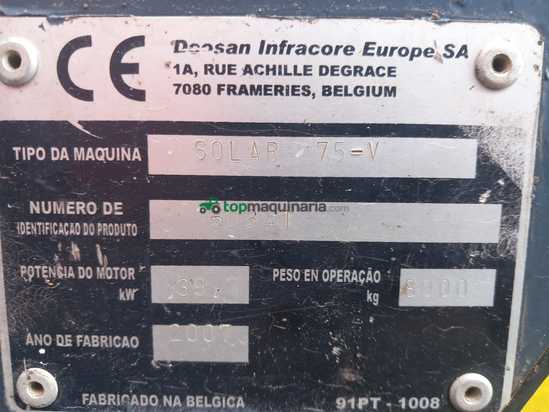 CE Doosan Infracore Europe SA
1A, RUE ACHILLE DEGRACE
7080 FRAMERIES, BELGIUM
TIPO DA MAQUINA SOLAR 75-V
NUMERO DE
IDENTIFICAÇAO DO PRODUTO
topmaquinaria.com
POTENCIA DO MOTOR
kW
PESO EN OPERAÇÃO
kg
ANO DE FABRICAO 2007
FABRICADO NA BELGICA 91PT - 1008